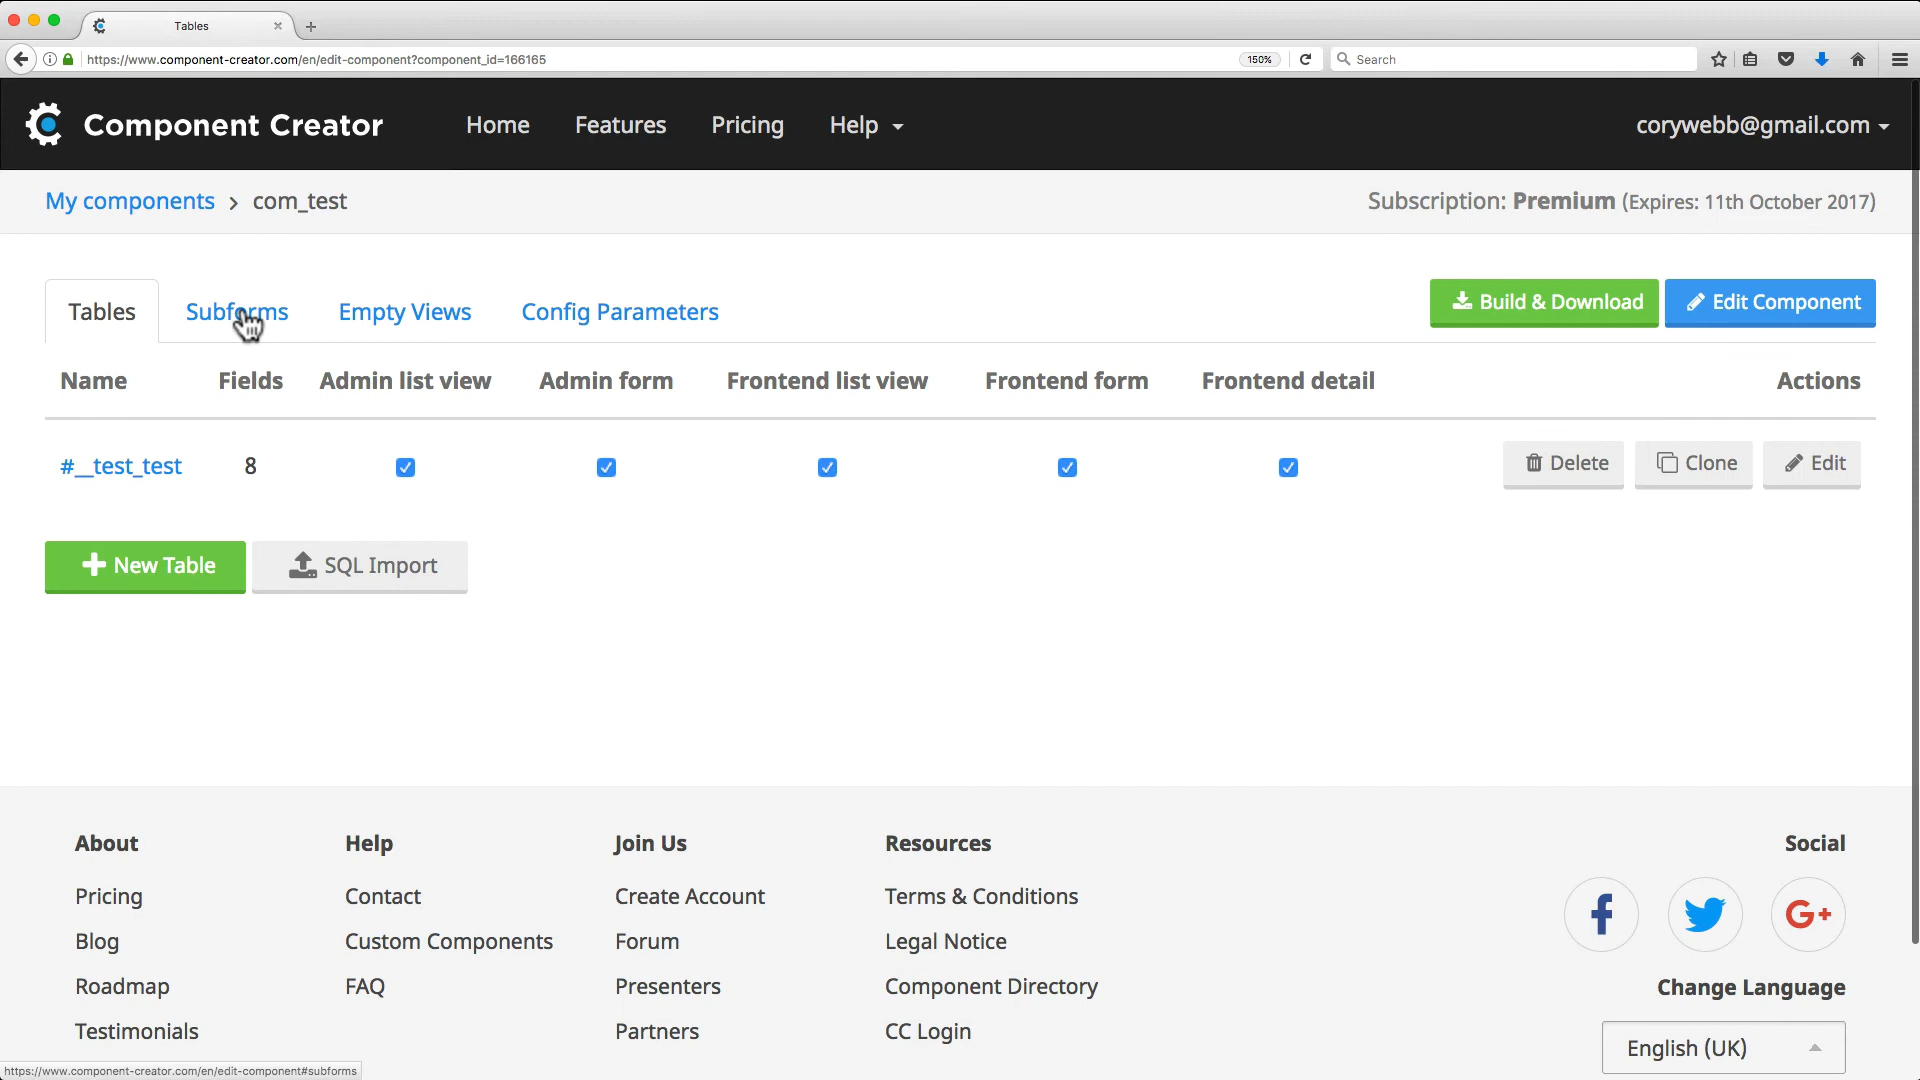 Tables
https://www.component-creator.com/en/edit-component?component_id=166165
150%
Search
Component Creator
Home
Features
Pricing
Help
corywebb@gmail.com
My components > com_test
Subscription: Premium (Expires: 11th October 2017)
Tables
Subforms
Empty Views
Config Parameters
Build & Download
Edit Component
Name
Fields
Admin list view
Admin form
Frontend list view
Frontend form
Frontend detail
Actions
#__test_test
8
Delete
Clone
Edit
New Table
SQL Import
About
Pricing
Blog
Roadmap
Testimonials
Help
Contact
Custom Components
FAQ
Join Us
Create Account
Forum
Presenters
Partners
Resources
Terms & Conditions
Legal Notice
Component Directory
CC Login
Social
G+
Change Language
English (UK)
https://www.component-creator.com/en/edit-component#subforms